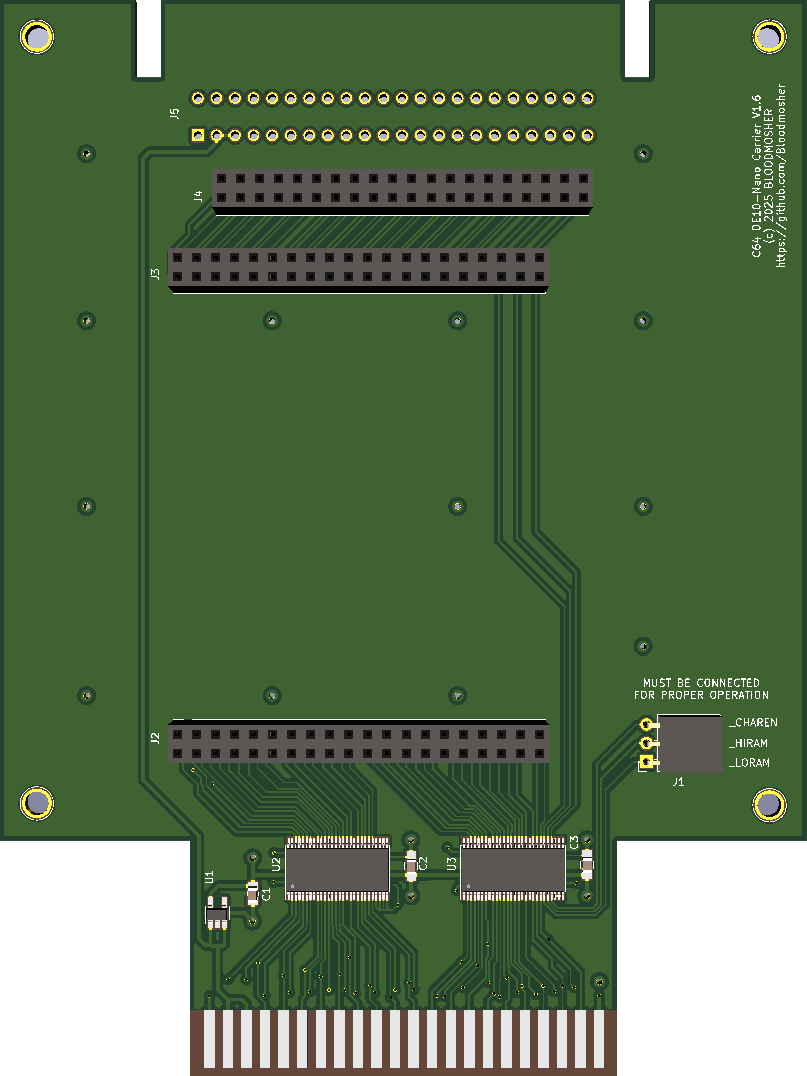 C64 DE10-Nano Carrier V1.6
(c) 2025 BLOODMOSHER
https://github.com/Bloodmosher
J5
J4
J3
MUST BE CONNECTED
FOR PROPER OPERATION
_CHAREN
_HIRAM
_LORAM
J1
J2
U2
C2
U3
C3
U1
C1